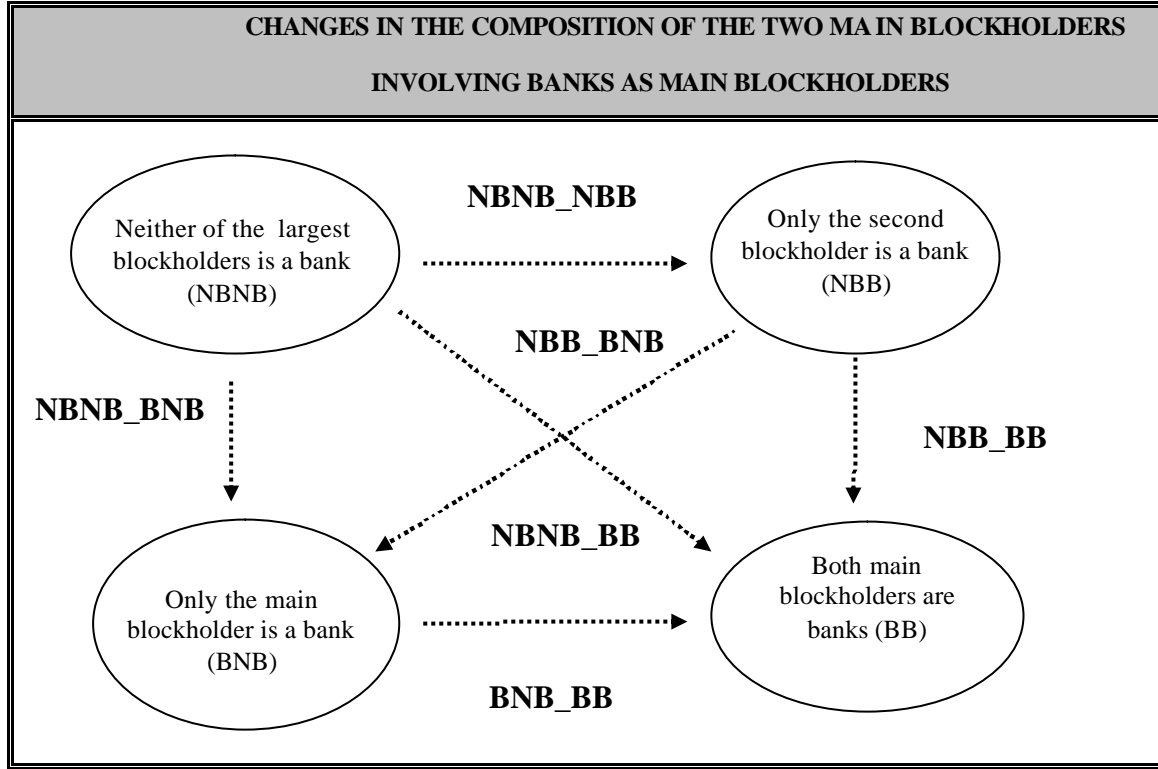 CHANGES IN THE COMPOSITION OF THE TWO MA IN BLOCKHOLDERS
INVOLVING BANKS AS MAIN BLOCKHOLDERS
NBNB_NBB
Neither of the largest
blockholders is a bank
(NBNB)
Only the second
blockholder is a bank
(NBB)
NBB_BNB
NBNB_BNB
NBB_BB
NBNB_BB
Only the main
blockholder is a bank
(BNB)
Both main
blockholders are
banks (BB)
BNB_BB